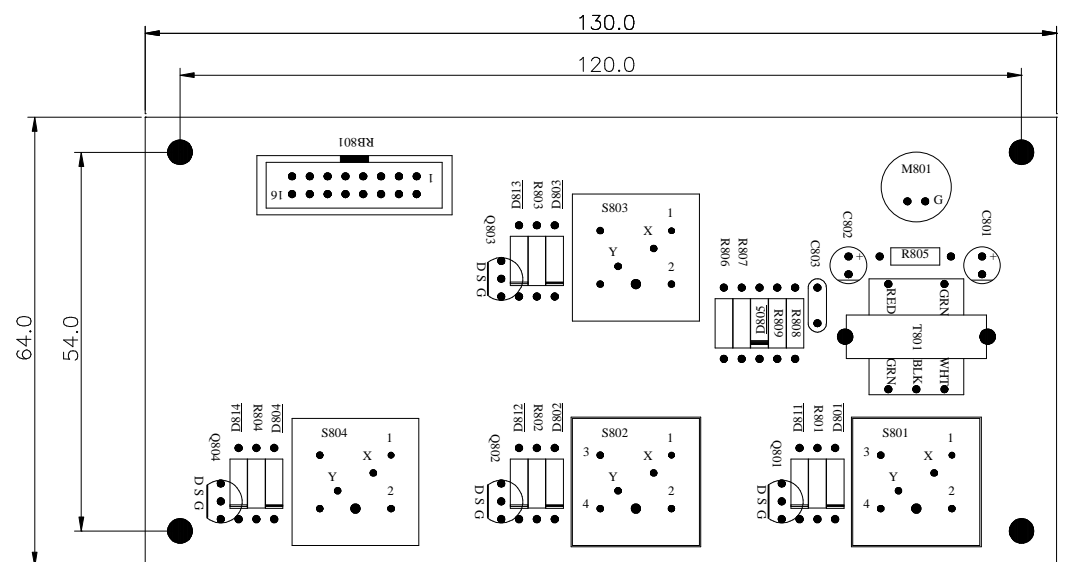 130.0
120.0
64.0
54.0
RB801
1
16
M801
G
D813
R803
D803
Q803
D S G
S803
1
X
Y
2
R806
R807
C803
C802
C801
+
R805
+
D805
R809
R808
RED
GRN
T801
GRN
BLK
WHT
D814
R804
D804
Q804
D S G
S804
1
X
Y
2
D812
R802
D802
Q802
D S G
S802
1
3
X
Y
2
4
D811
R801
D801
Q801
D S G
S801
1
3
X
Y
2
4